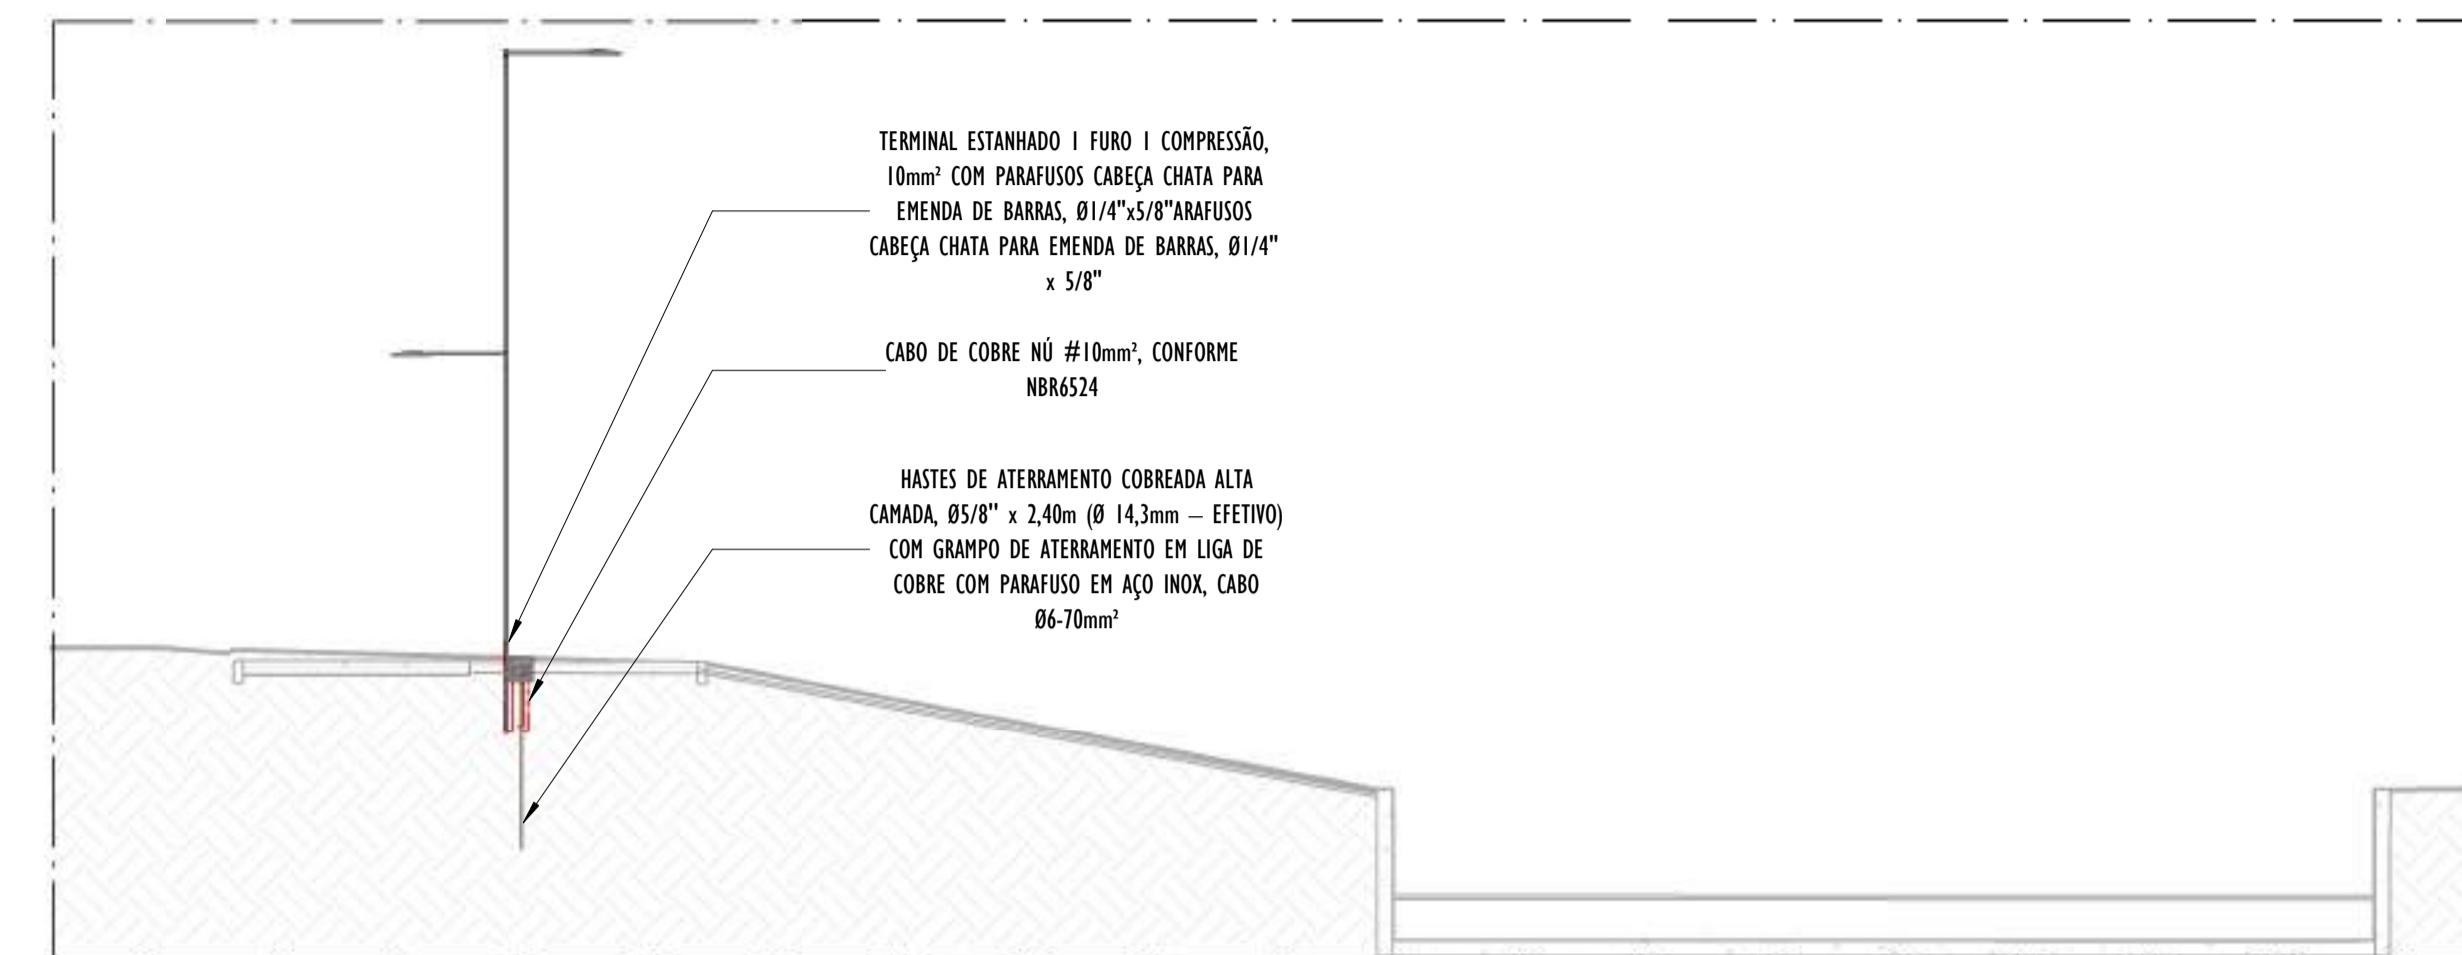 TERMINAL ESTANHADO 1 FURO 1 COMPRESSÃO,
10mm² COM PARAFUSOS CABEÇA CHATA PARA
EMENDA DE BARRAS, Ø1/4"x5/8"ARAFUSOS
CABEÇA CHATA PARA EMENDA DE BARRAS, Ø1/4"
x 5/8"
CABO DE COBRE NÚ #10mm², CONFORME
NBR6524
HASTES DE ATERRAMENTO COBREADA ALTA
CAMADA, Ø5/8" x 2,40m (Ø 14,3mm – EFETIVO)
COM GRAMPO DE ATERRAMENTO EM LIGA DE
COBRE COM PARAFUSO EM AÇO INOX, CABO
Ø6-70mm²